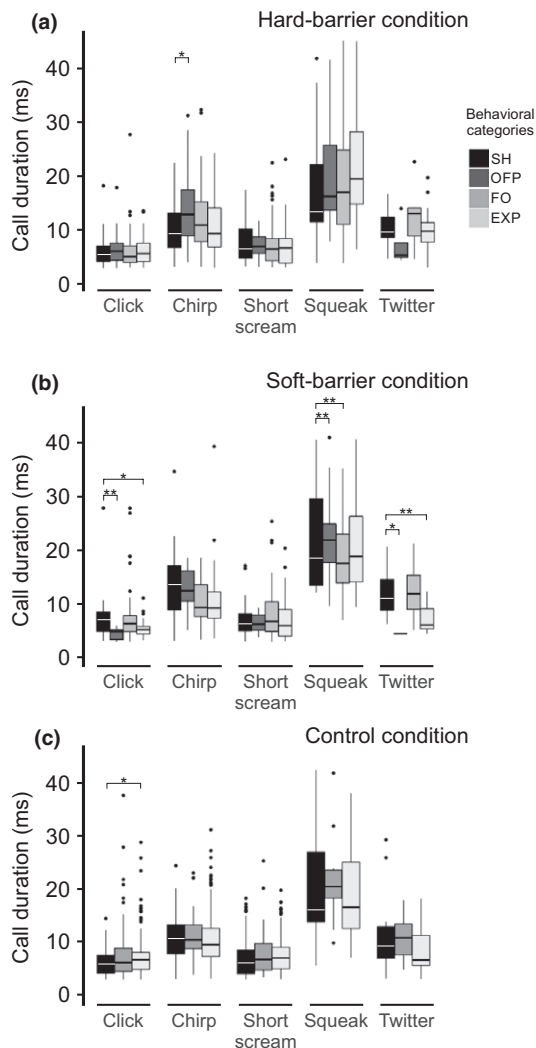 (a) Hard-barrier condition
Call duration (ms)
40
30
20
10
0
*
Behavioral
categories
SH
OFP
FO
EXP
Click Chirp Short scream Squeak Twitter
(b) Soft-barrier condition
Call duration (ms)
40
30
20
10
0
*
**
**
**
**
*
Click Chirp Short scream Squeak Twitter
(c) Control condition
Call duration (ms)
40
30
20
10
0
*
Click Chirp Short scream Squeak Twitter